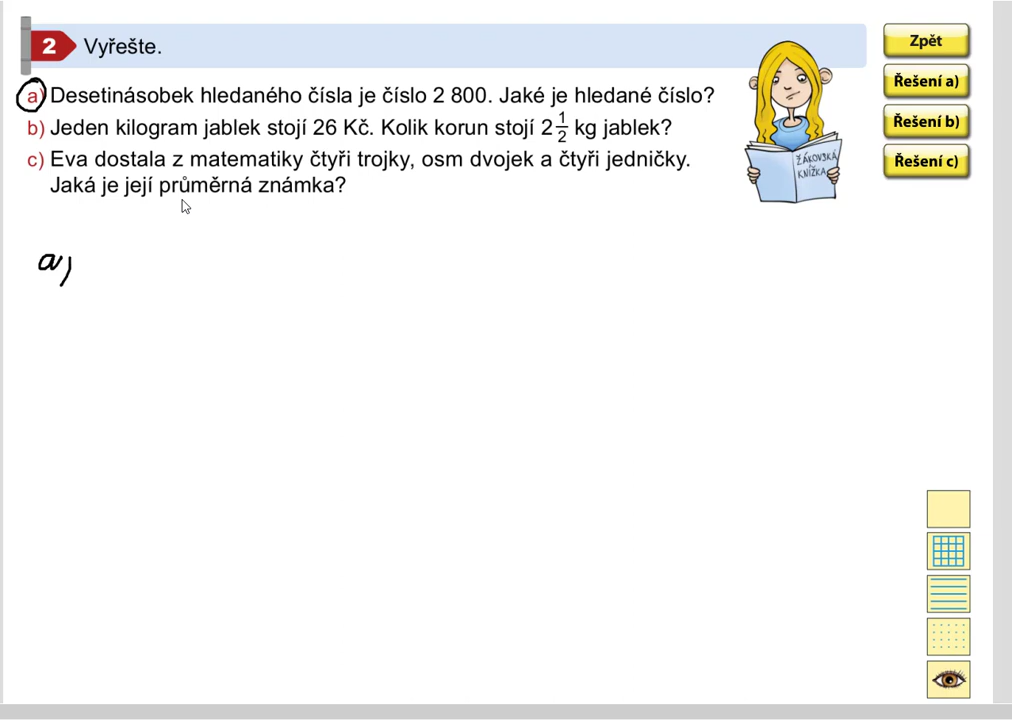 2 Vyřešte.
a) Desetinásobek hledaného čísla je číslo 2 800. Jaké je hledané číslo?
b) Jeden kilogram jablek stojí 26 Kč. Kolik korun stojí 2 1/2 kg jablek?
c) Eva dostala z matematiky čtyři trojky, osm dvojek a čtyři jedničky.
Jaká je její průměrná známka?
ŽÁKOVSKÁ
KNÍŽKA
Zpět
Řešení a)
Řešení b)
Řešení c)
a)